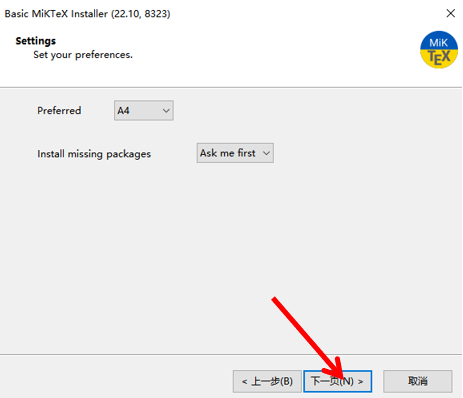 Basic MiKTeX Installer (22.10, 8323)
Settings
Set your preferences.
MiK
TEX
Preferred
A4
Install missing packages
Ask me first
< 上一步(B)
下一页(N) >
取消